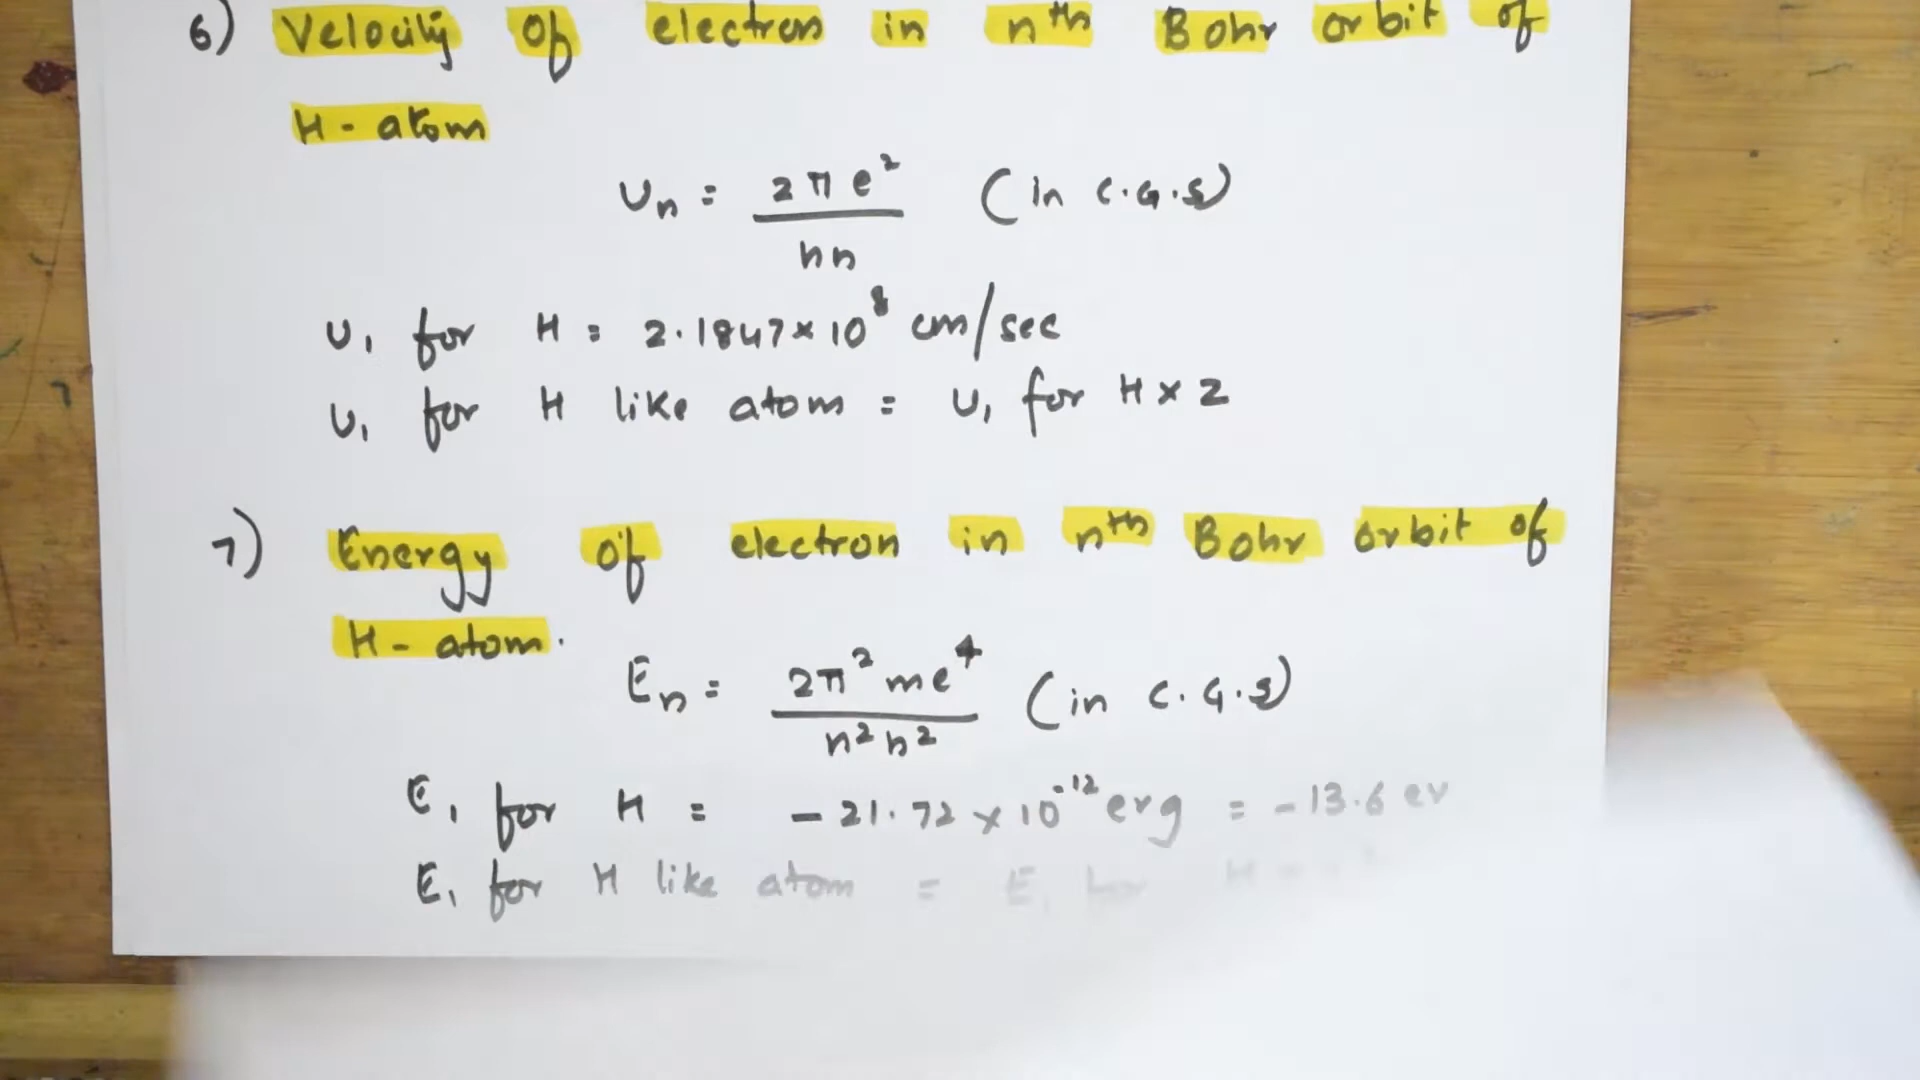 6) Velocity of electron in nth Bohr orbit of
H - atom
Un = 2πe² / hn (in C.G.S)
U₁ for H = 2.1847 × 10⁸ cm/sec
U₁ for H like atom = U₁ for H × Z
7) Energy of electron in nth Bohr orbit of
H - atom.
En = 2π²me⁴ / n²h² (in C.G.S)
E₁ for H = - 21.72 × 10⁻¹² erg = - 13.6 ev
E₁ for H like atom = E₁ for H